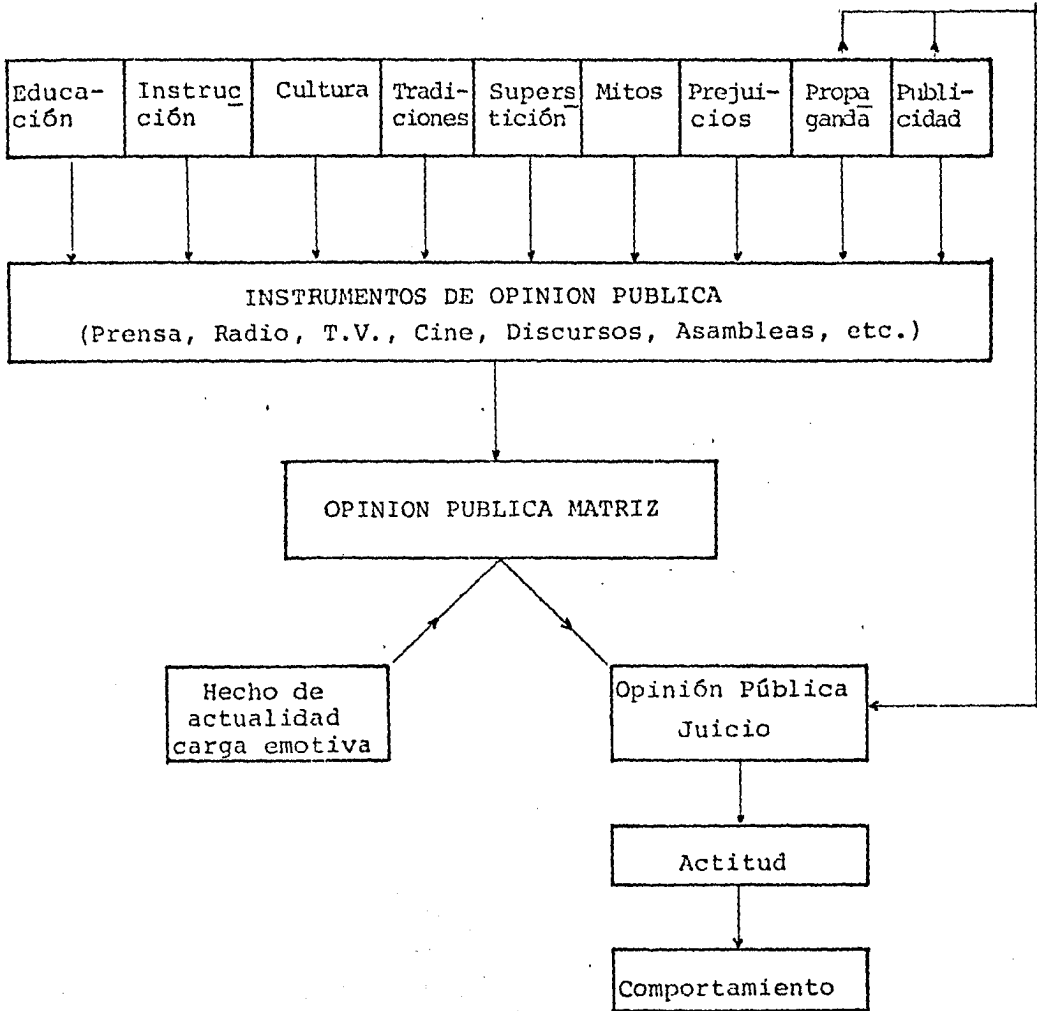 Educa-
ción
Instruc
ción
Cultura
Tradi-
ciones
Supers
tición
Mitos
Prejui-
cios
Propa
ganda
Publi-
cidad
INSTRUMENTOS DE OPINION PUBLICA
(Prensa, Radio, T.V., Cine, Discursos, Asambleas, etc.)
OPINION PUBLICA MATRIZ
Hecho de
actualidad
carga emotiva
Opinión Pública
Juicio
Actitud
Comportamiento